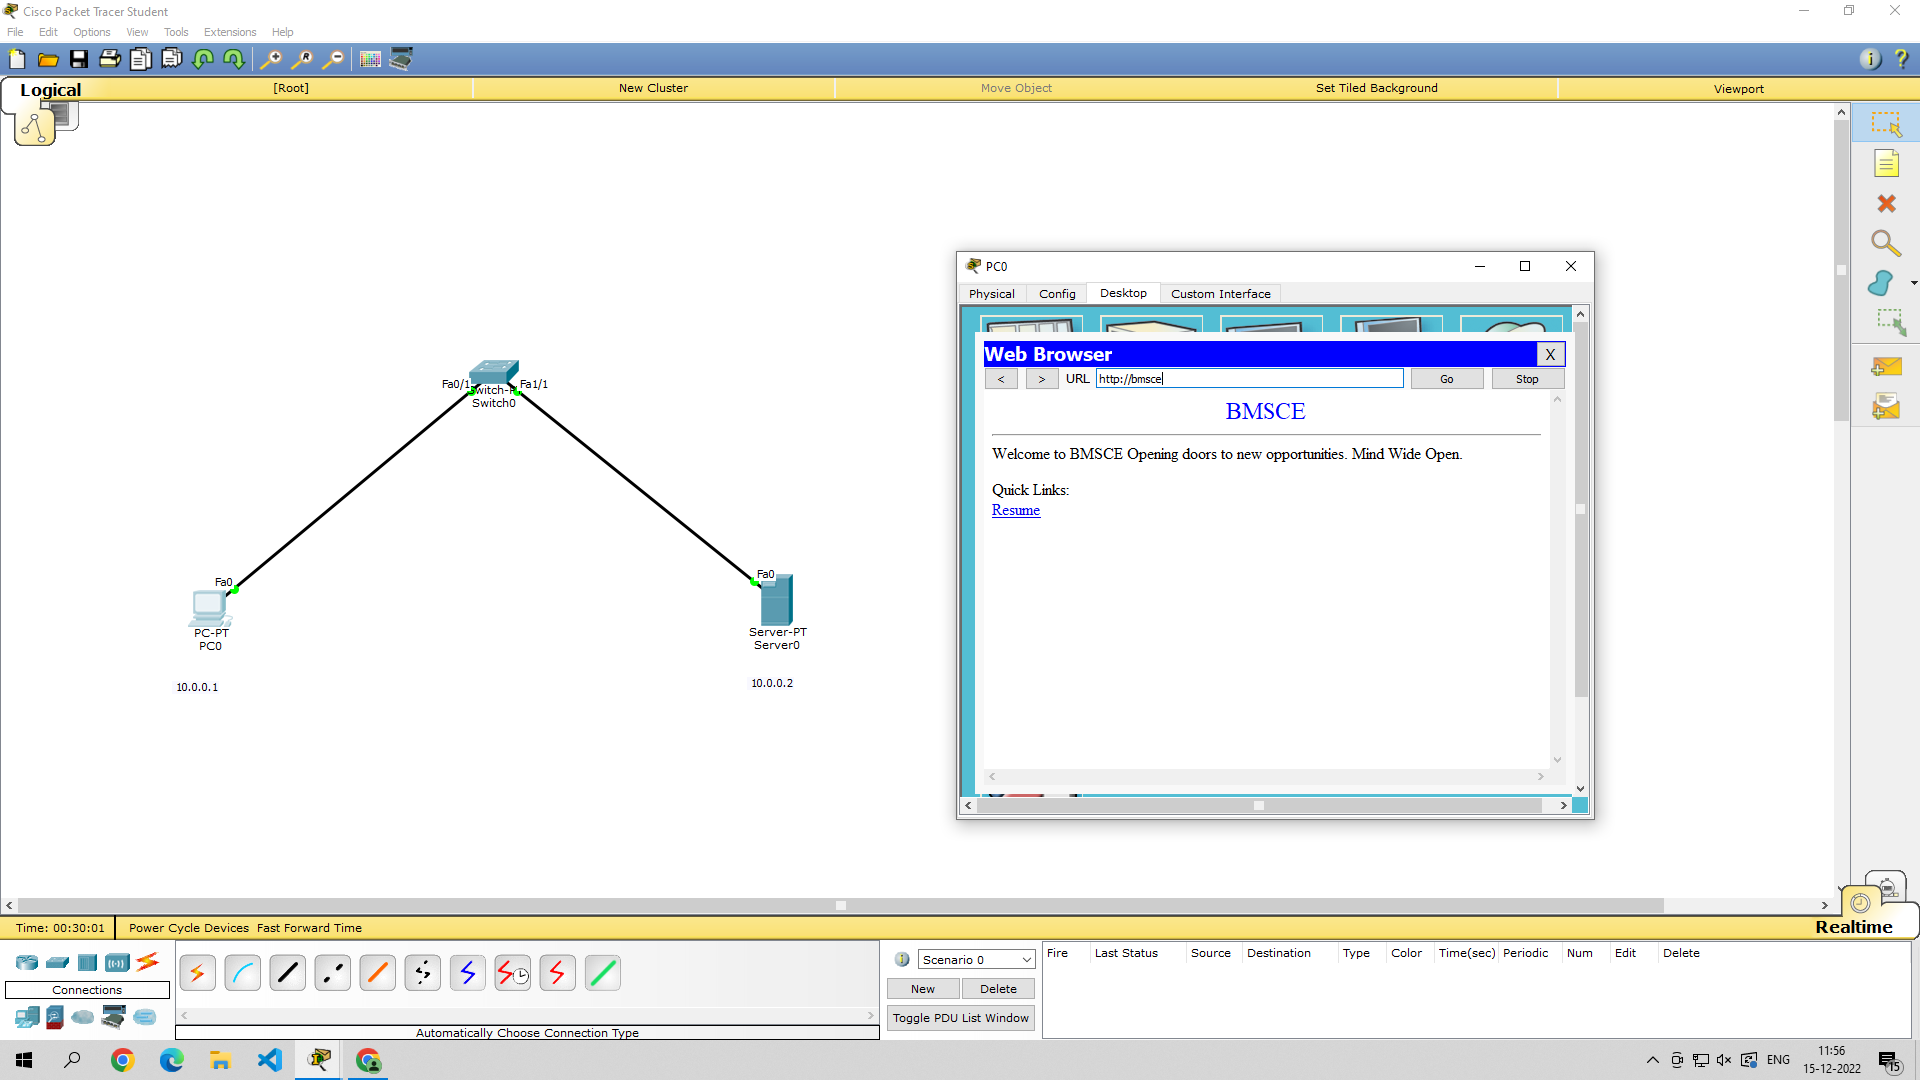 Cisco Packet Tracer Student
File Edit Options View Tools Extensions Help
Logical [Root] New Cluster Move Object Set Tiled Background Viewport
PC0
Physical Config Desktop Custom Interface
Web Browser X
< > URL http://bmsce Go Stop
BMSCE
Welcome to BMSCE Opening doors to new opportunities. Mind Wide Open.
Quick Links:
Resume
Fa0/1 Fa1/1
Switch0
Fa0
PC-PT
PC0
10.0.0.1
Fa0
Server-PT
Server0
10.0.0.2
Time: 00:30:01 Power Cycle Devices Fast Forward Time Realtime
Connections
Automatically Choose Connection Type
Scenario 0
New Delete
Toggle PDU List Window
Fire Last Status Source Destination Type Color Time(sec) Periodic Num Edit Delete
ENG
11:56
15-12-2022
15